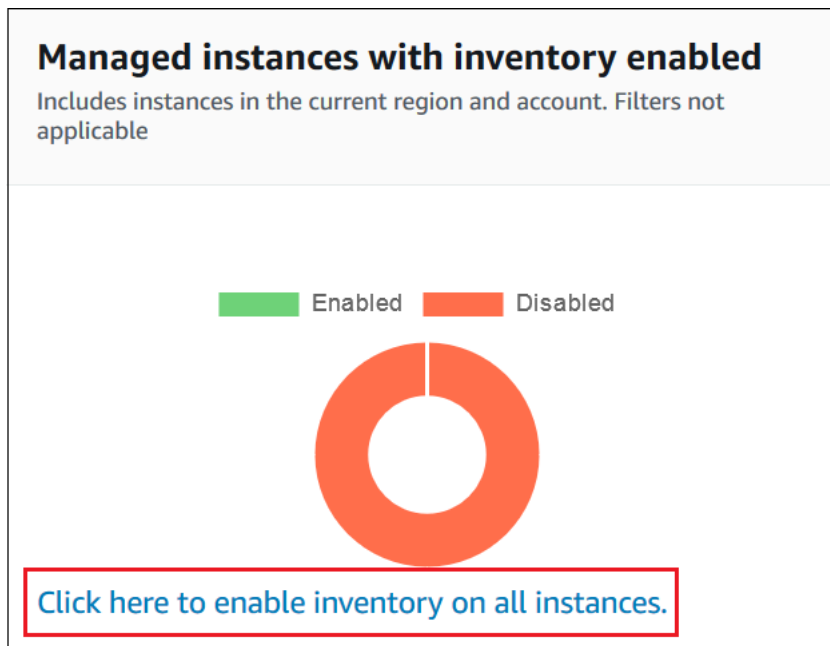 Managed instances with inventory enabled
Includes instances in the current region and account. Filters not
applicable
Enabled Disabled
Click here to enable inventory on all instances.